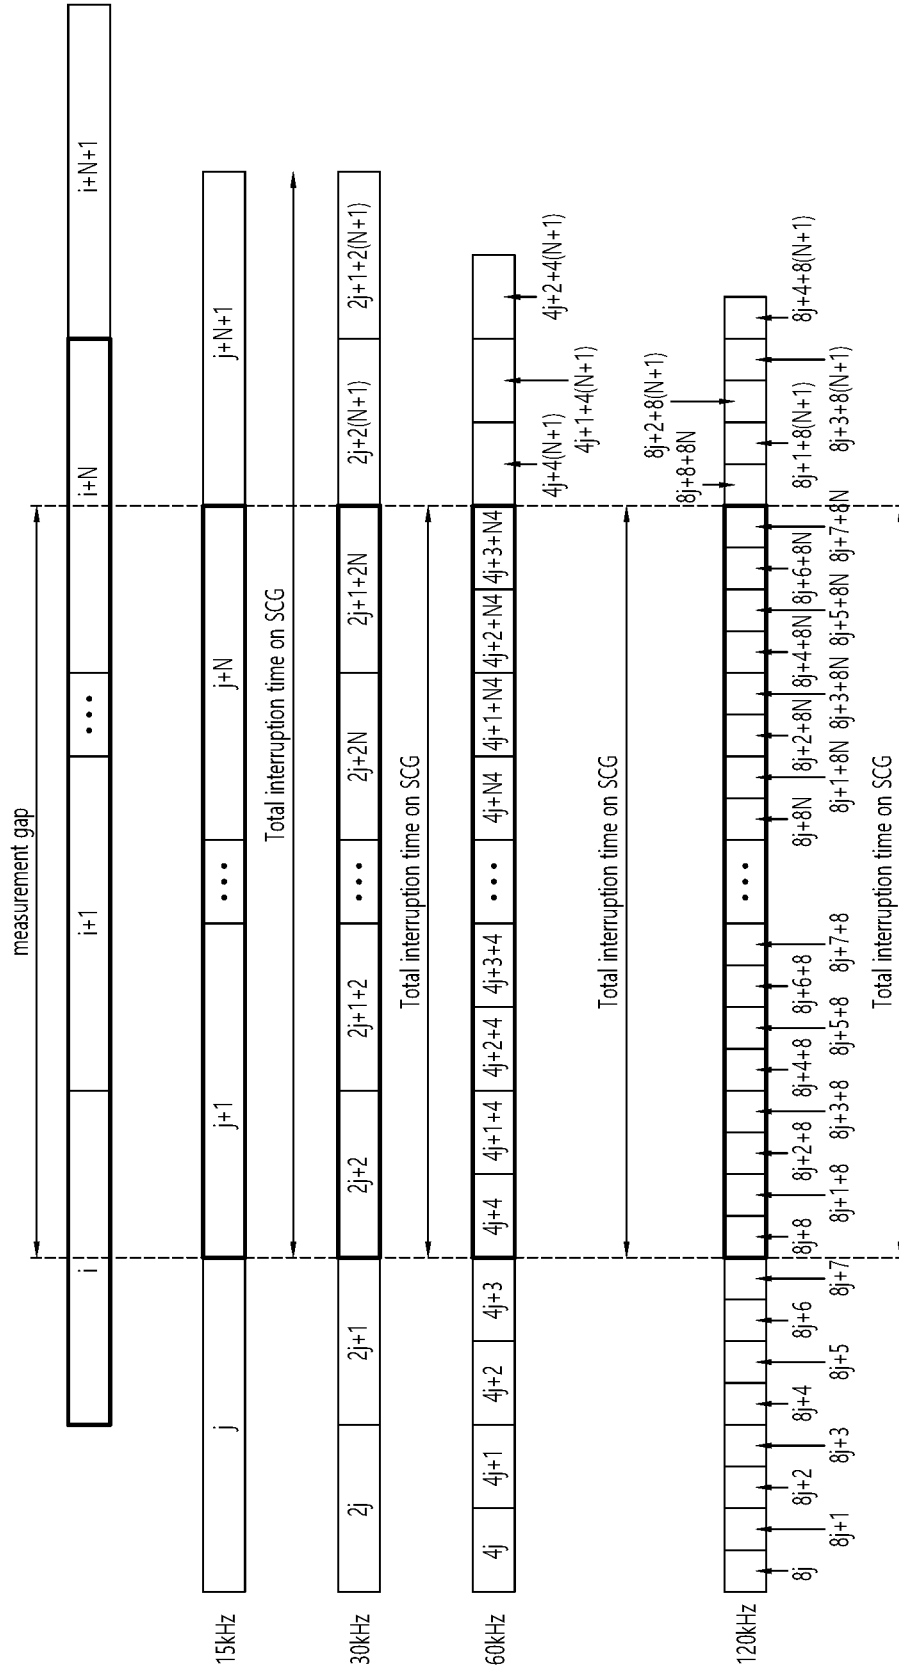 measurement gap
i
i+1
•••
i+N
i+N+1
15kHz
j
j+1
•••
j+N
j+N+1
Total interruption time on SCG
30kHz
2j
2j+1
2j+2
2j+1+2
•••
2j+2N
2j+1+2N
2j+2(N+1)
2j+1+2(N+1)
Total interruption time on SCG
60kHz
4j
4j+1
4j+2
4j+3
4j+4
4j+1+4
4j+2+4
4j+3+4
•••
4j+N4
4j+1+N4
4j+2+N4
4j+3+N4
4j+4(N+1)
4j+1+4(N+1)
4j+2+4(N+1)
Total interruption time on SCG
120kHz
8j
8j+1
8j+2
8j+3
8j+4
8j+5
8j+6
8j+7
8j+8
8j+1+8
8j+2+8
8j+3+8
8j+4+8
8j+5+8
8j+6+8
8j+7+8
•••
8j+8N
8j+1+8N
8j+2+8N
8j+3+8N
8j+4+8N
8j+5+8N
8j+6+8N
8j+7+8N
8j+8+8N
8j+1+8(N+1)
8j+2+8(N+1)
8j+3+8(N+1)
8j+4+8(N+1)
Total interruption time on SCG